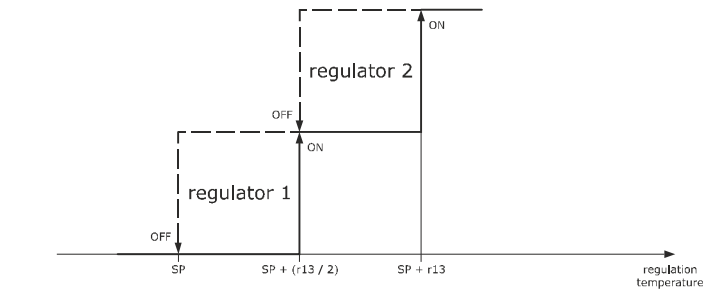 ON
regulator 2
OFF
ON
regulator 1
OFF
SP
SP + (r13 / 2)
SP + r13
regulation
temperature